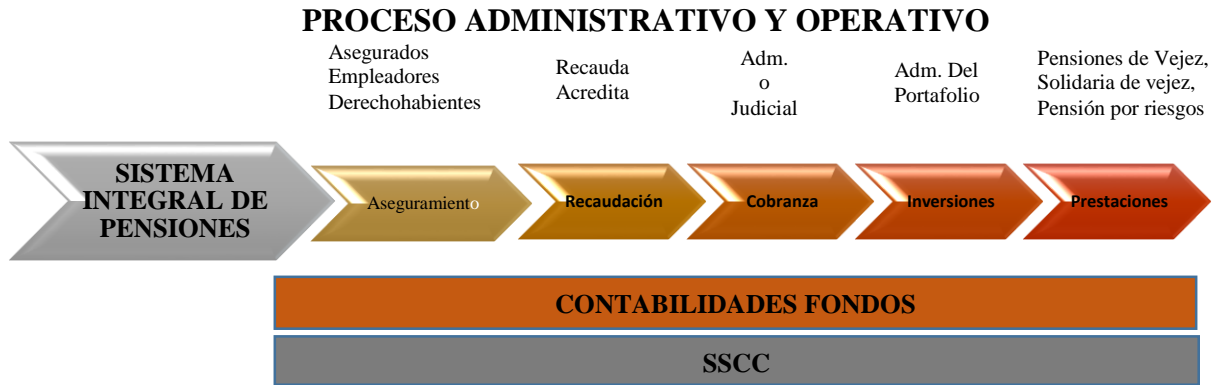 PROCESO ADMINISTRATIVO Y OPERATIVO
Asegurados
Empleadores
Derechohabientes
Recauda
Acredita
Adm.
o
Judicial
Adm. Del
Portafolio
Pensiones de Vejez,
Solidaria de vejez,
Pensión por riesgos
SISTEMA
INTEGRAL DE
PENSIONES
Aseguramiento
Recaudación
Cobranza
Inversiones
Prestaciones
CONTABILIDADES FONDOS
SSCC